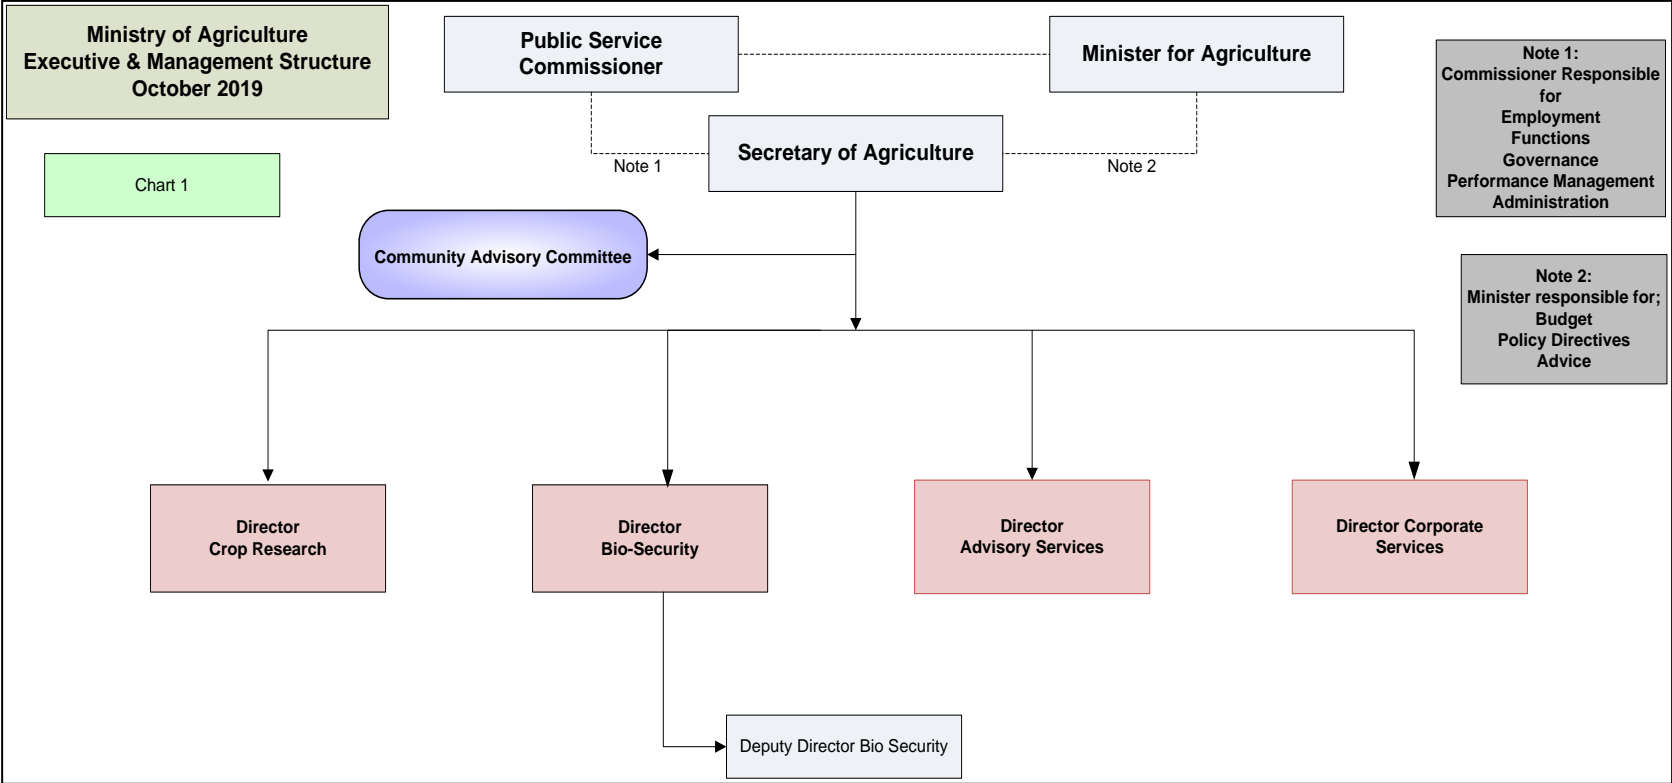 Ministry of Agriculture
Executive & Management Structure
October 2019
Public Service
Commissioner
Minister for Agriculture
Note 1:
Commissioner Responsible
for
Employment
Functions
Governance
Performance Management
Administration
Secretary of Agriculture
Note 1
Note 2
Chart 1
Community Advisory Committee
Note 2:
Minister responsible for;
Budget
Policy Directives
Advice
Director
Crop Research
Director
Bio-Security
Director
Advisory Services
Director Corporate
Services
Deputy Director Bio Security